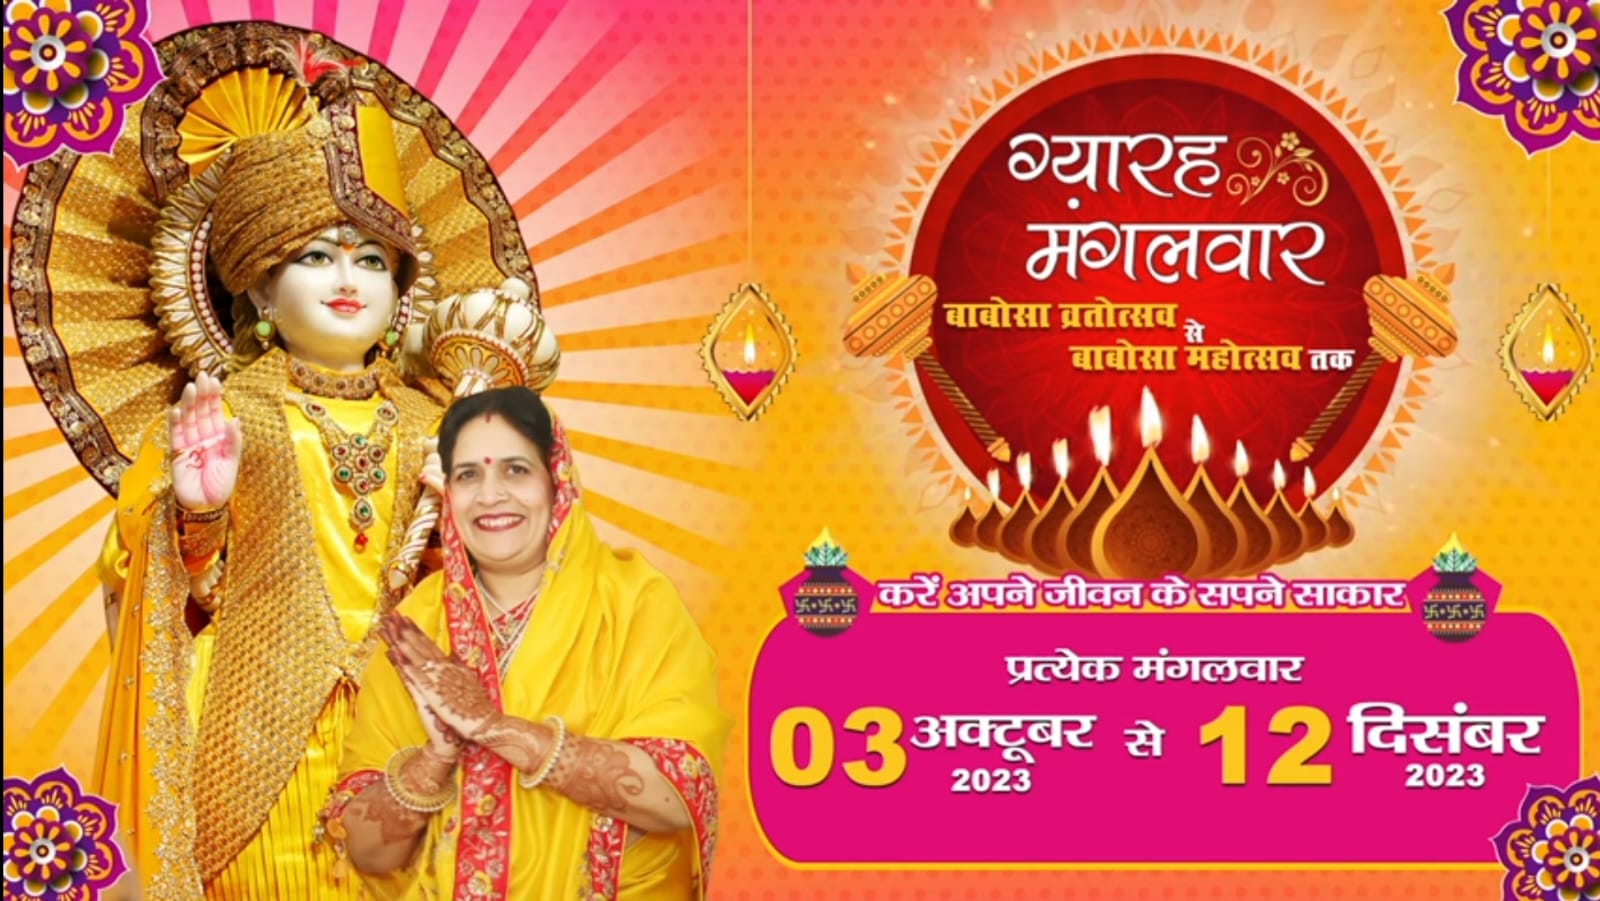 ग्यारह
मंगलवार
बाबोसा व्रतोत्सव
से
बाबोसा महोत्सव तक
करें अपने जीवन के सपने साकार
प्रत्येक मंगलवार
03 अक्टूबर से 12 दिसंबर
2023 2023